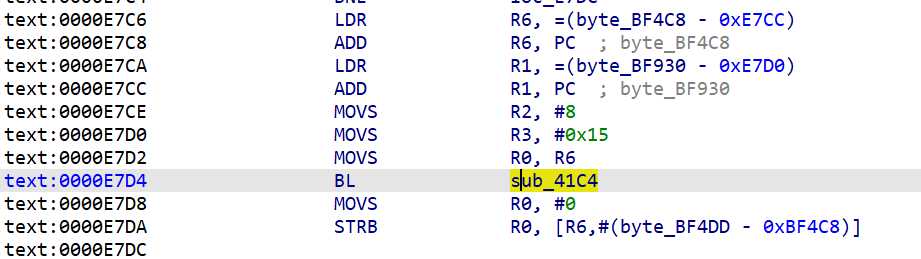 text:0000E7C6 LDR R6, =(byte_BF4C8 - 0xE7CC)
text:0000E7C8 ADD R6, PC ; byte_BF4C8
text:0000E7CA LDR R1, =(byte_BF930 - 0xE7D0)
text:0000E7CC ADD R1, PC ; byte_BF930
text:0000E7CE MOVS R2, #8
text:0000E7D0 MOVS R3, #0x15
text:0000E7D2 MOVS R0, R6
text:0000E7D4 BL sub_41C4
text:0000E7D8 MOVS R0, #0
text:0000E7DA STRB R0, [R6,#(byte_BF4DD - 0xBF4C8)]
text:0000E7DC